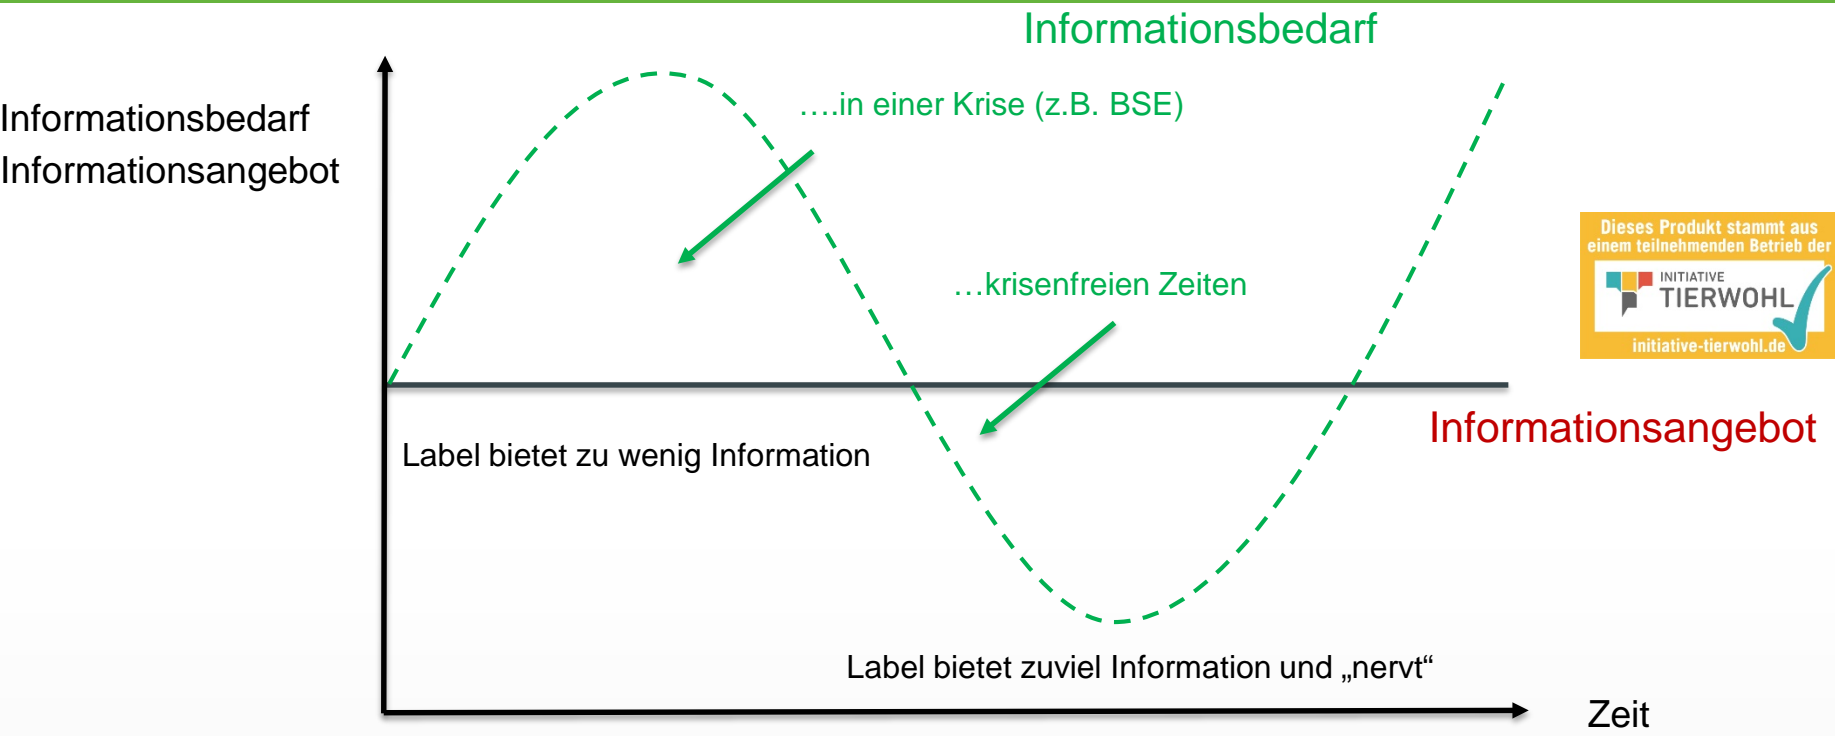 Informationsbedarf
Informationsbedarf
Informationsangebot
….in einer Krise (z.B. BSE)
…krisenfreien Zeiten
Dieses Produkt stammt aus
einem teilnehmenden Betrieb der
INITIATIVE
TIERWOHL
initiative-tierwohl.de
Informationsangebot
Label bietet zu wenig Information
Label bietet zuviel Information und „nervt“
Zeit